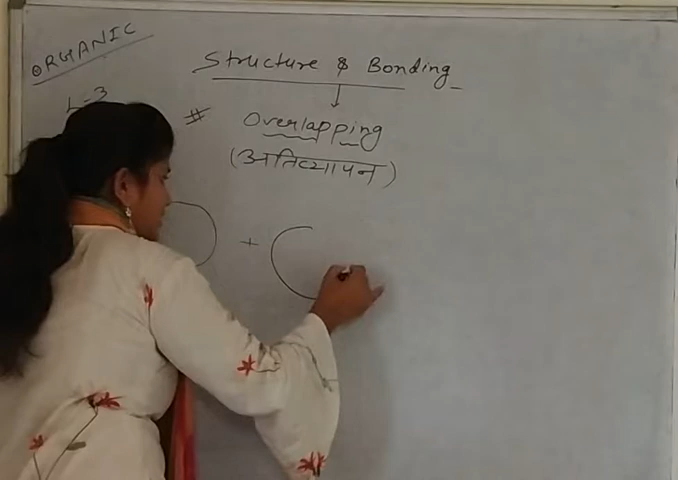 ORGANIC
Structure & Bonding
L-3
# Overlapping
(अतिव्यापन)
+